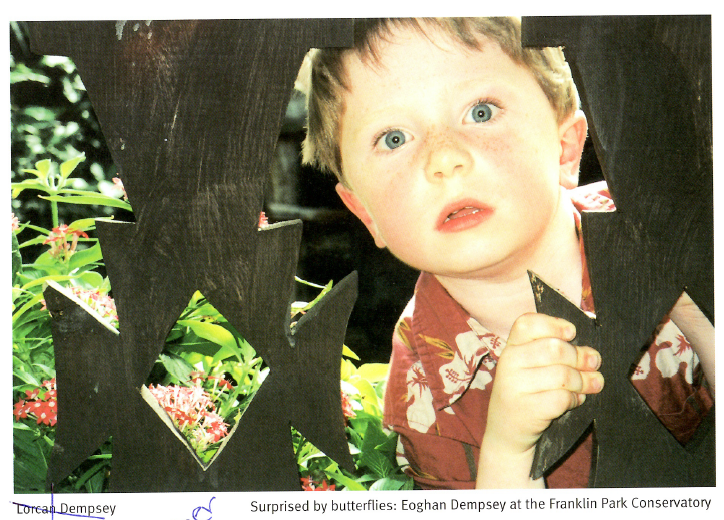 Lorcan Dempsey
Surprised by butterflies: Eoghan Dempsey at the Franklin Park Conservatory